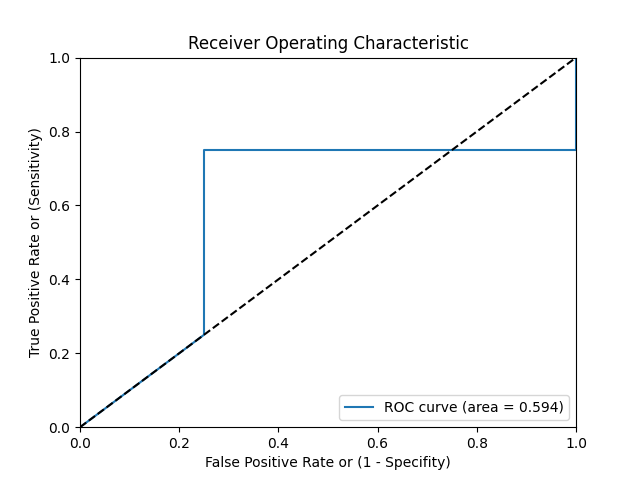 Receiver Operating Characteristic
True Positive Rate or (Sensitivity)
1.0
0.8
0.6
0.4
0.2
0.0
0.0 0.2 0.4 0.6 0.8 1.0
False Positive Rate or (1 - Specifity)
ROC curve (area = 0.594)